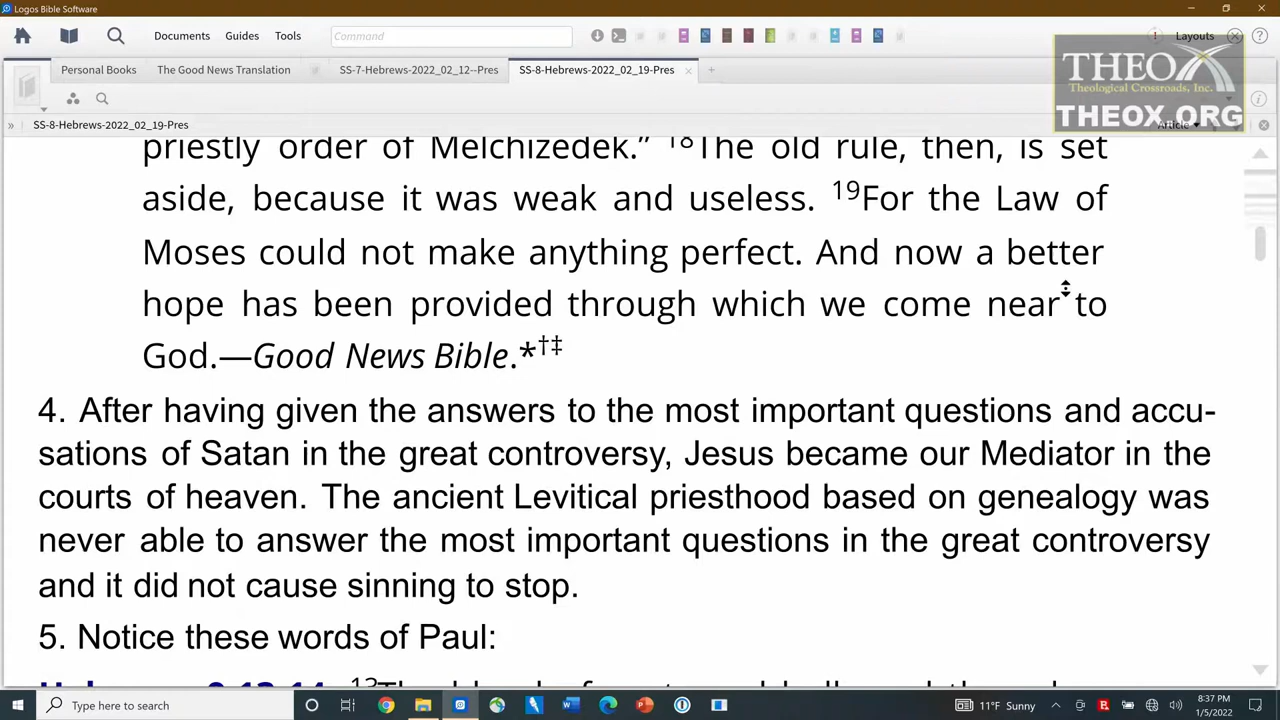 Logos Bible Software
Documents Guides Tools Command Layouts
THEOX
Theological Crossroads, Inc.
THEOX.ORG
Personal Books The Good News Translation SS-7-Hebrews-2022_02_12--Pres SS-8-Hebrews-2022_02_19-Pres
SS-8-Hebrews-2022_02_19-Pres Article
priestly order of Melchizedek.” 18The old rule, then, is set
aside, because it was weak and useless. 19For the Law of
Moses could not make anything perfect. And now a better
hope has been provided through which we come near to
God.—Good News Bible.*†‡
4. After having given the answers to the most important questions and accu-
sations of Satan in the great controversy, Jesus became our Mediator in the
courts of heaven. The ancient Levitical priesthood based on genealogy was
never able to answer the most important questions in the great controversy
and it did not cause sinning to stop.
5. Notice these words of Paul:
Type here to search 11°F Sunny 8:37 PM
1/5/2022